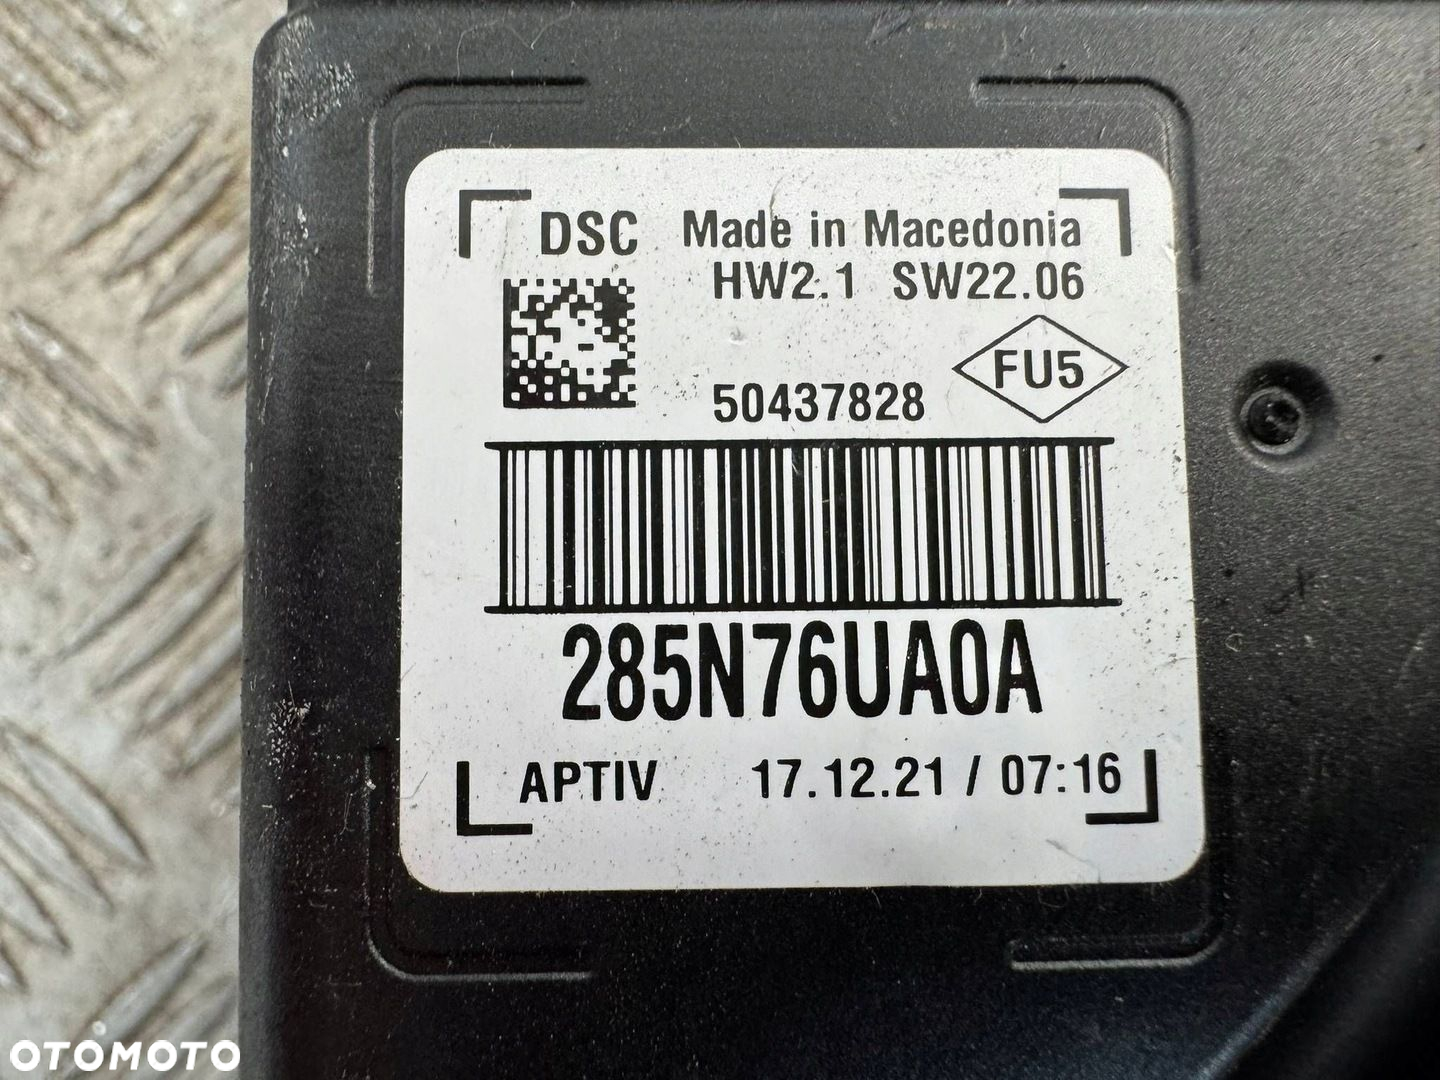 DSC Made in Macedonia
HW2.1 SW22.06
FU5
50437828
285N76UA0A
APTIV 17.12.21 / 07:16
OTOMOTO